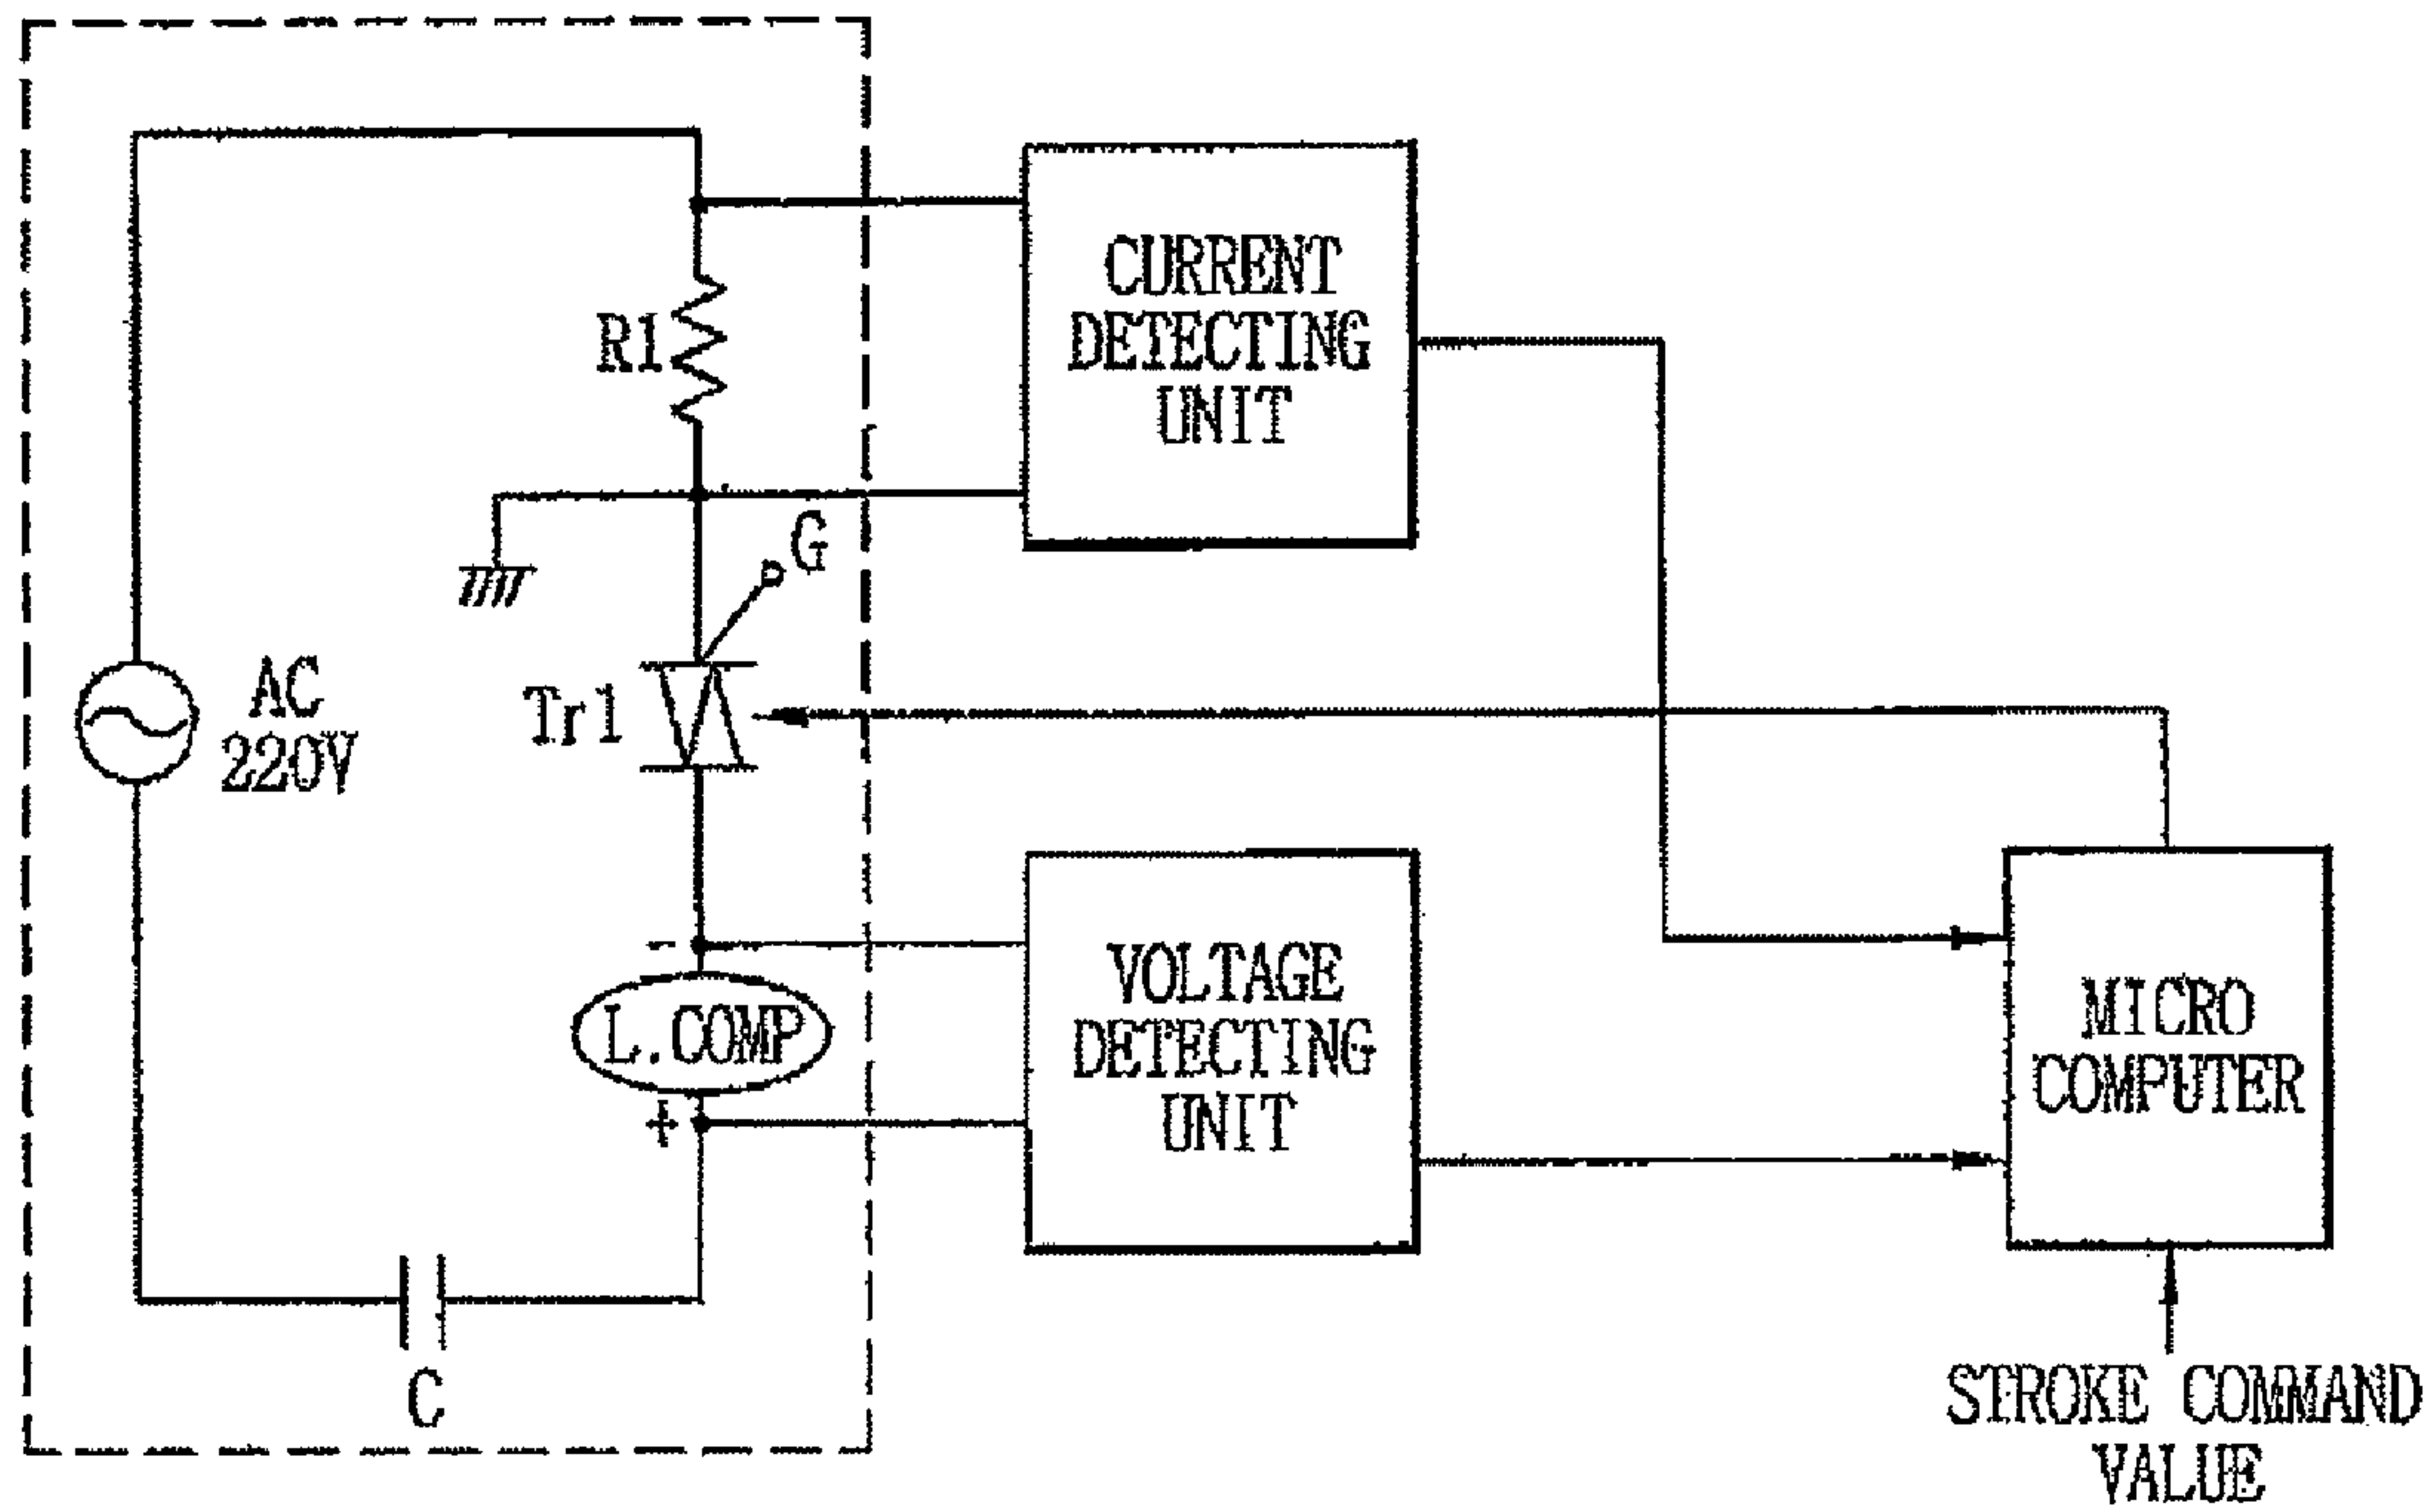 CURRENT
DETECTING
UNIT
R1
G
AC
220V
Tr1
VOLTAGE
DETECTING
UNIT
-
L.COMP
+
MICRO
COMPUTER
C
STROKE COMMAND
VALUE